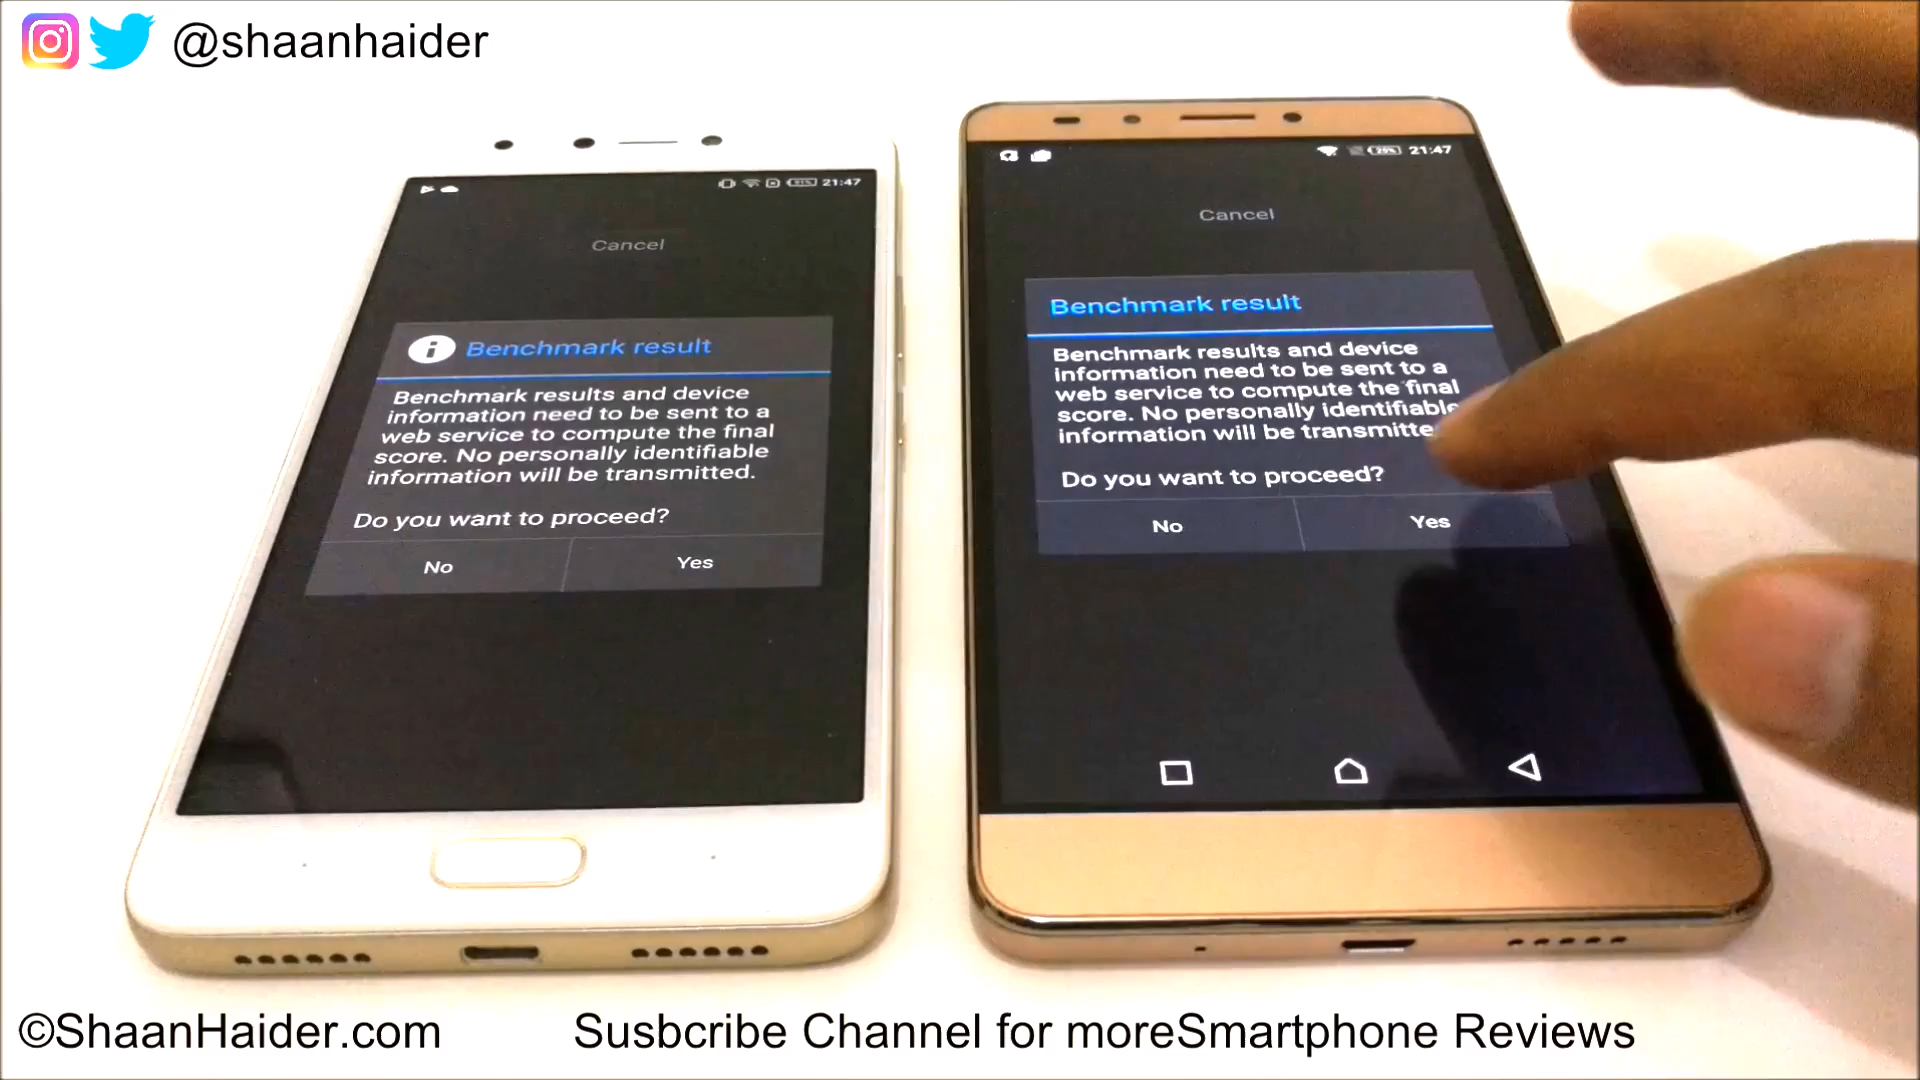 @shaanhaider
21:47
Cancel
Benchmark result
Benchmark results and device
information need to be sent to a
web service to compute the final
score. No personally identifiable
information will be transmitted.
Do you want to proceed?
No Yes
21:47
Cancel
Benchmark result
Benchmark results and device
information need to be sent to a
web service to compute the final
score. No personally identifiable
information will be transmitte
Do you want to proceed?
No Yes
©ShaanHaider.com
Susbcribe Channel for moreSmartphone Reviews